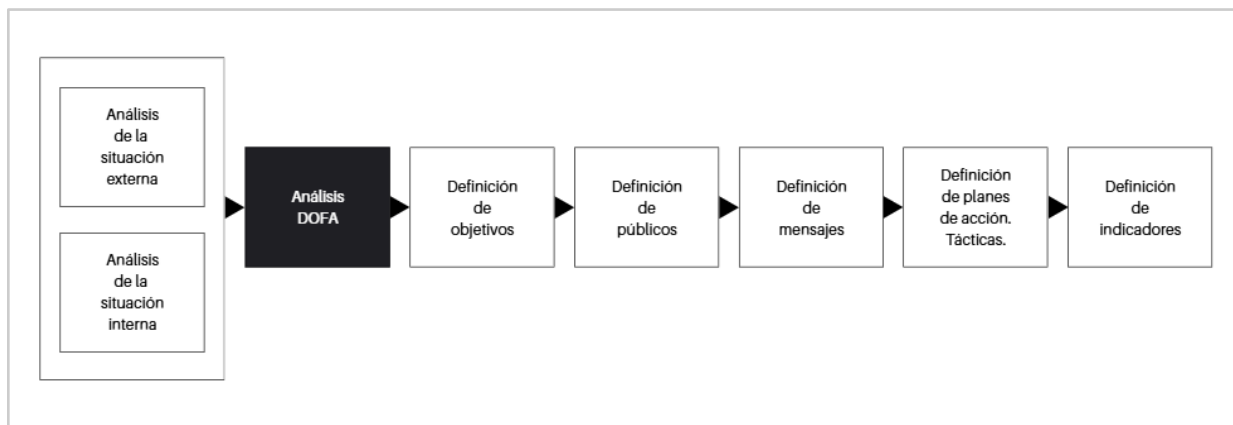 Análisis
de la
situación
externa
Análisis
de la
situación
interna
Análisis
DOFA
Definición
de
objetivos
Definición
de
públicos
Definición
de
mensajes
Definición
de planes
de acción.
Tácticas.
Definición
de
indicadores